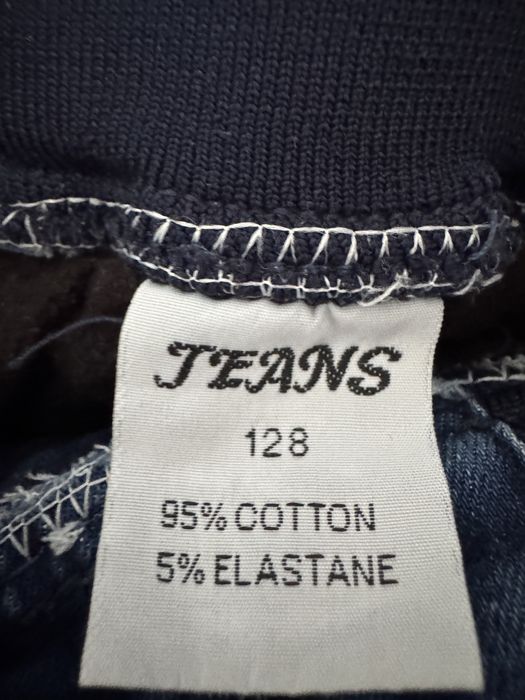 JEANS
128
95% COTTON
5% ELASTANE